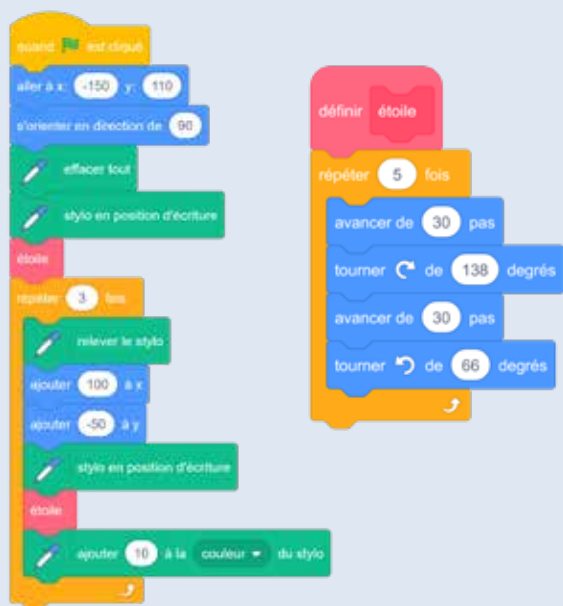 quand est cliqué
aller à x: -150 y: 110
s'orienter en direction de 90
effacer tout
stylo en position d'écriture
étoile
répéter 3 fois
relever le stylo
ajouter 100 à x
ajouter -50 à y
stylo en position d'écriture
étoile
ajouter 10 à la couleur du stylo
définir étoile
répéter 5 fois
avancer de 30 pas
tourner de 138 degrés
avancer de 30 pas
tourner de 66 degrés